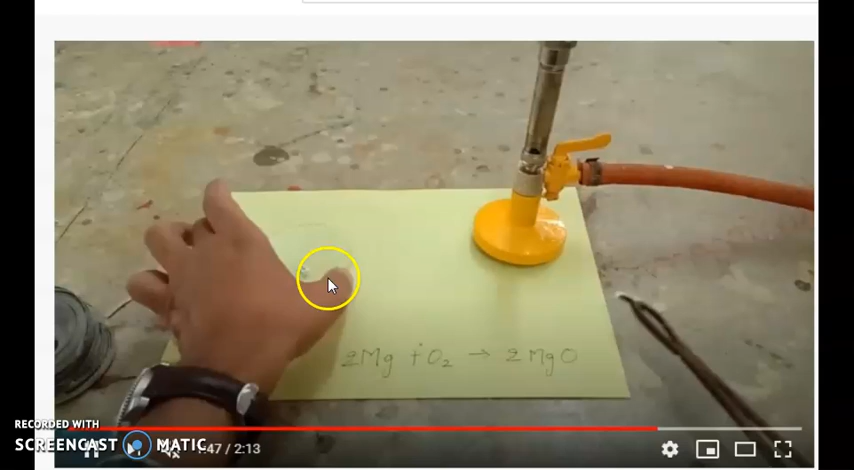 2Mg + O₂ → 2MgO
RECORDED WITH
SCREENCAST MATIC
1:47 / 2:13